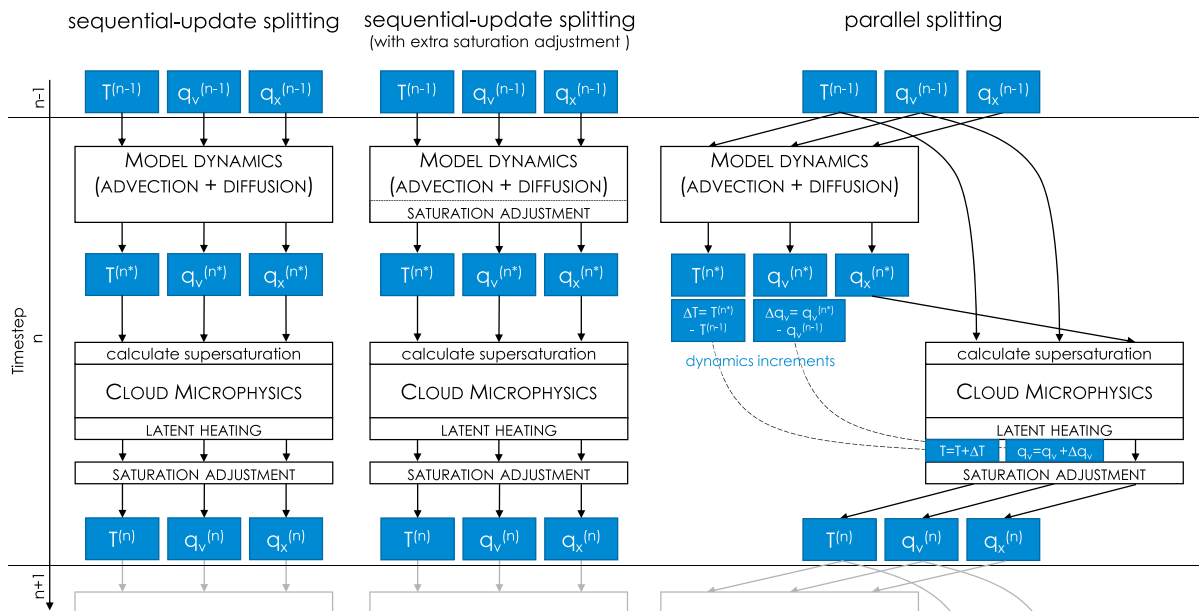 sequential-update splitting
sequential-update splitting
(with extra saturation adjustment )
parallel splitting
n-1
T(n-1) qv(n-1) qx(n-1)
T(n-1) qv(n-1) qx(n-1)
T(n-1) qv(n-1) qx(n-1)
Timestep
n
MODEL DYNAMICS
(ADVECTION + DIFFUSION)
MODEL DYNAMICS
(ADVECTION + DIFFUSION)
SATURATION ADJUSTMENT
MODEL DYNAMICS
(ADVECTION + DIFFUSION)
T(n*) qv(n*) qx(n*)
T(n*) qv(n*) qx(n*)
T(n*) qv(n*) qx(n*)
ΔT= T(n*)
- T(n-1)
Δqv= qv(n*)
- qv(n-1)
dynamics increments
calculate supersaturation
CLOUD MICROPHYSICS
LATENT HEATING
SATURATION ADJUSTMENT
calculate supersaturation
CLOUD MICROPHYSICS
LATENT HEATING
SATURATION ADJUSTMENT
calculate supersaturation
CLOUD MICROPHYSICS
LATENT HEATING
T=T+ΔT qv=qv+Δqv
SATURATION ADJUSTMENT
T(n) qv(n) qx(n)
T(n) qv(n) qx(n)
T(n) qv(n) qx(n)
n+1